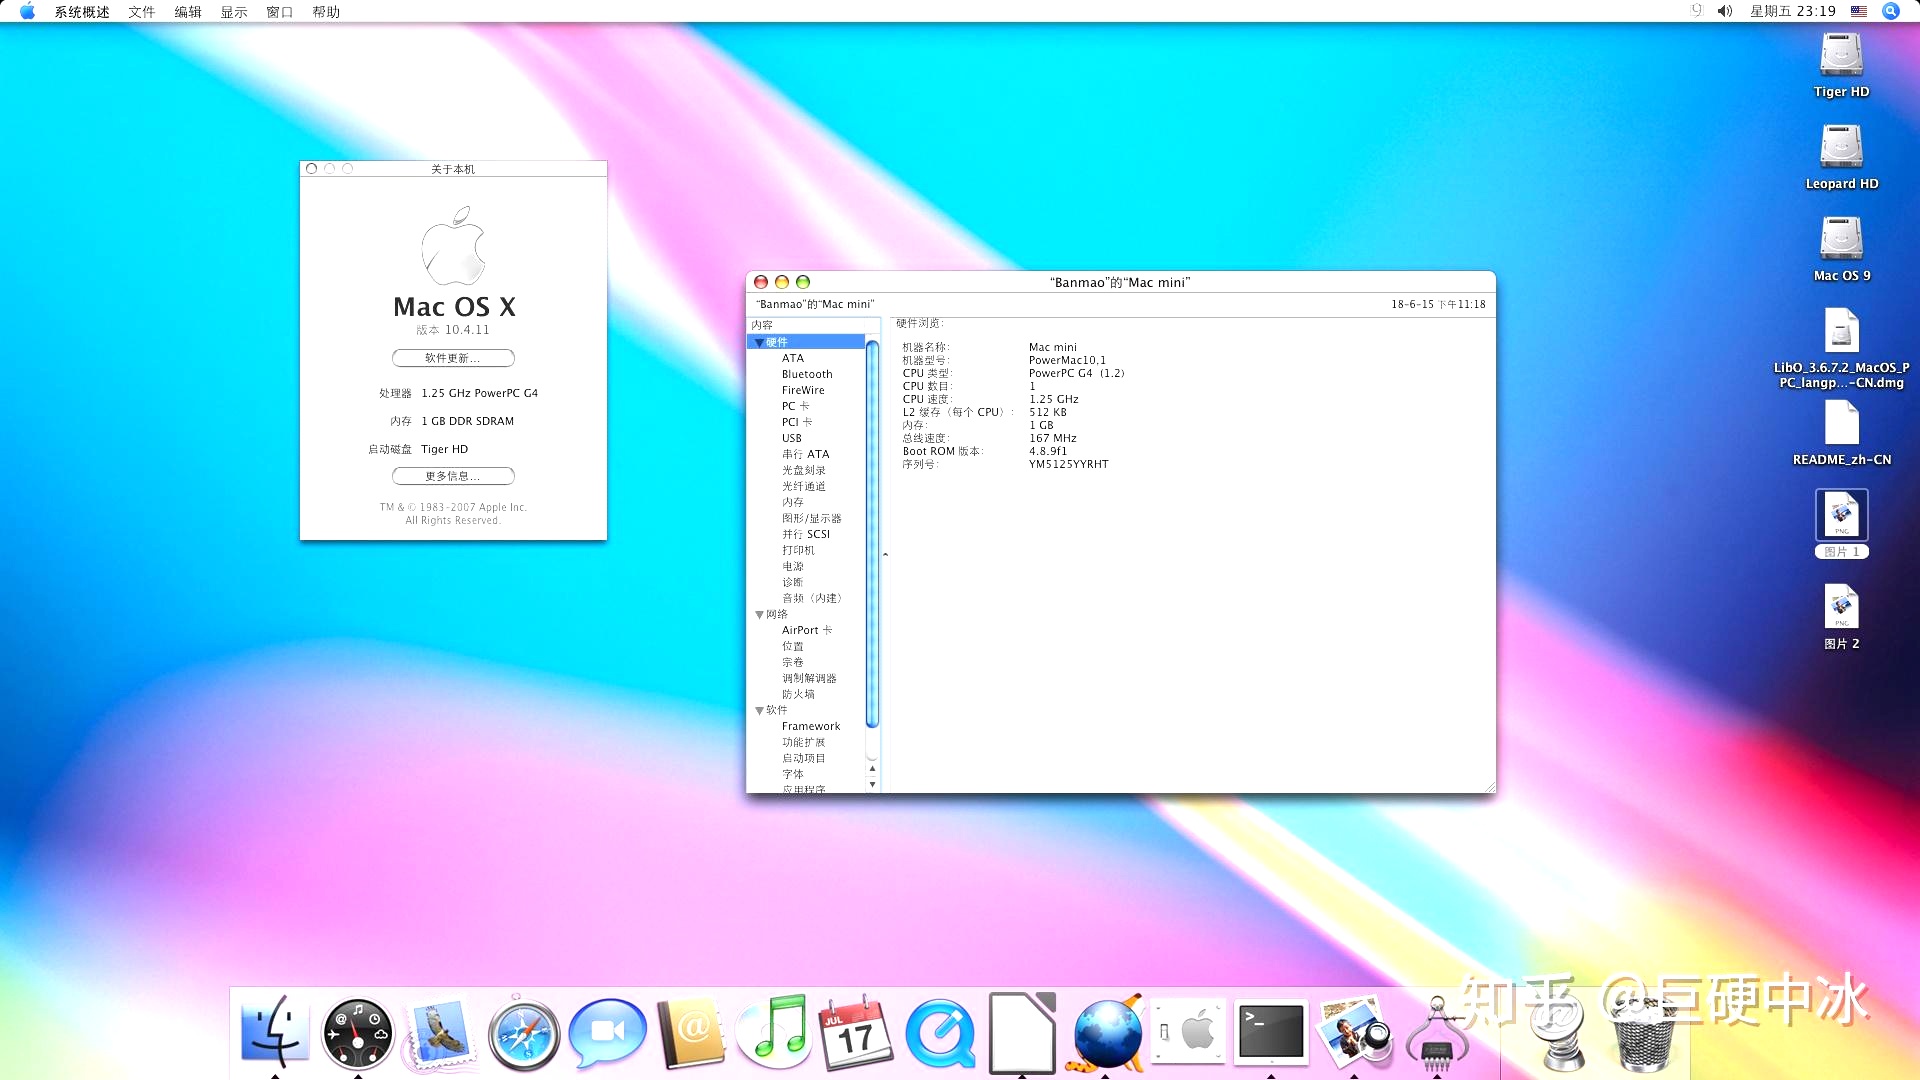 系统概述 文件 编辑 显示 窗口 帮助
星期五 23:19
Tiger HD
Leopard HD
Mac OS 9
LibO_3.6.7.2_MacOS_P
PC_langp...-CN.dmg
README_zh-CN
PNG
图片 1
PNG
图片 2
关于本机
Mac OS X
版本 10.4.11
软件更新...
处理器 1.25 GHz PowerPC G4
内存 1 GB DDR SDRAM
启动磁盘 Tiger HD
更多信息...
TM & © 1983-2007 Apple Inc.
All Rights Reserved.
“Banmao”的“Mac mini”
“Banmao”的“Mac mini” 18-6-15 下午11:18
内容
硬件
ATA
Bluetooth
FireWire
PC 卡
PCI 卡
USB
串行 ATA
光盘刻录
光纤通道
内存
图形/显示器
并行 SCSI
打印机
电源
诊断
音频（内建）
网络
AirPort 卡
位置
宗卷
调制解调器
防火墙
软件
Framework
功能扩展
启动项目
字体
应用程序
硬件浏览:
机器名称: Mac mini
机器型号: PowerMac10,1
CPU 类型: PowerPC G4 (1.2)
CPU 数目: 1
CPU 速度: 1.25 GHz
L2 缓存（每个 CPU）: 512 KB
内存: 1 GB
总线速度: 167 MHz
Boot ROM 版本: 4.8.9f1
序列号: YM5125YYRHT
JUL
17
知乎 @巨硬中冰